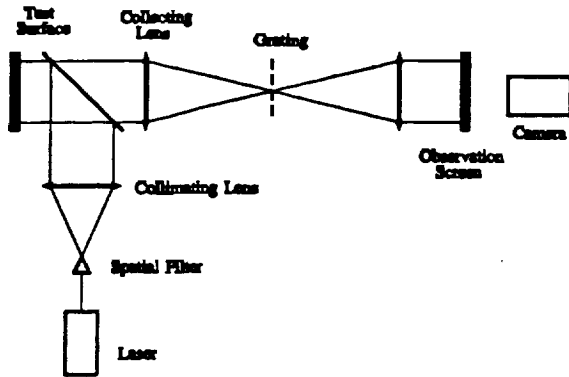 Test
Surface
Collecting
Lens
Grating
Camera
Observation
Screen
Collimating Lens
Spatial Filter
Laser